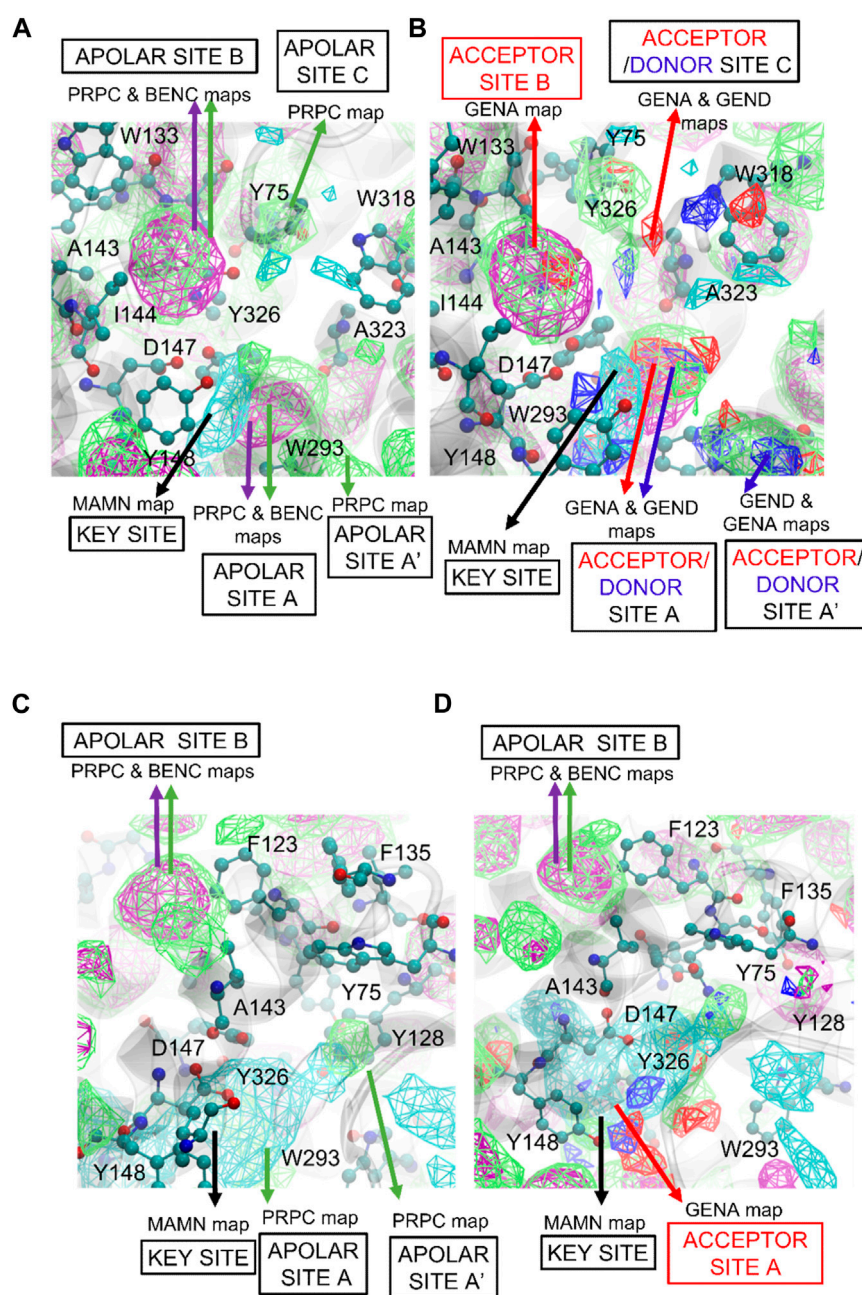 A
APOLAR SITE B
PRPC & BENC maps
APOLAR
SITE C
PRPC map
W133
Y75
W318
A143
I144
Y326
A323
D147
Y148
W293
MAMN map
KEY SITE
PRPC & BENC
maps
APOLAR
SITE A
PRPC map
APOLAR
SITE A’
B
ACCEPTOR
SITE B
GENA map
ACCEPTOR
/DONOR SITE C
GENA & GEND
maps
W133
Y75
Y326
W318
A143
I144
A323
D147
W293
Y148
MAMN map
KEY SITE
GENA & GEND
maps
ACCEPTOR/
DONOR
SITE A
GEND &
GENA maps
ACCEPTOR/
DONOR
SITE A’
C
APOLAR SITE B
PRPC & BENC maps
F123
F135
A143
Y75
Y128
D147
Y326
Y148
W293
MAMN map
KEY SITE
PRPC map
APOLAR
SITE A
PRPC map
APOLAR
SITE A’
D
APOLAR SITE B
PRPC & BENC maps
F123
F135
A143
Y75
D147
Y128
Y326
Y148
W293
MAMN map
KEY SITE
GENA map
ACCEPTOR
SITE A